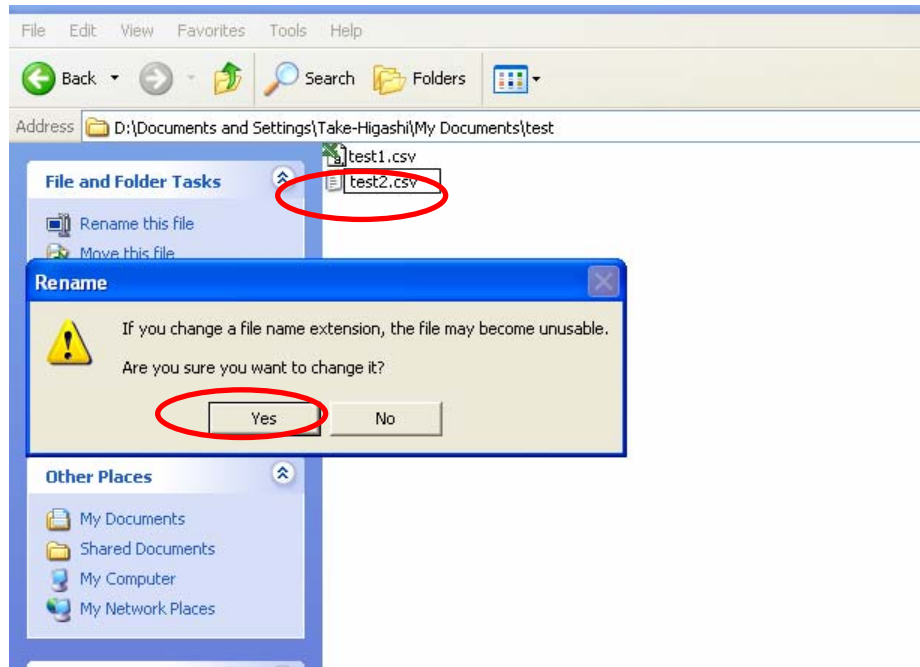 File Edit View Favorites Tools Help
Back Search Folders
Address D:\Documents and Settings\Take-Higashi\My Documents\test
test1.csv
test2.csv
File and Folder Tasks
Rename this file
Move this file
Rename
If you change a file name extension, the file may become unusable.
Are you sure you want to change it?
Yes No
Other Places
My Documents
Shared Documents
My Computer
My Network Places